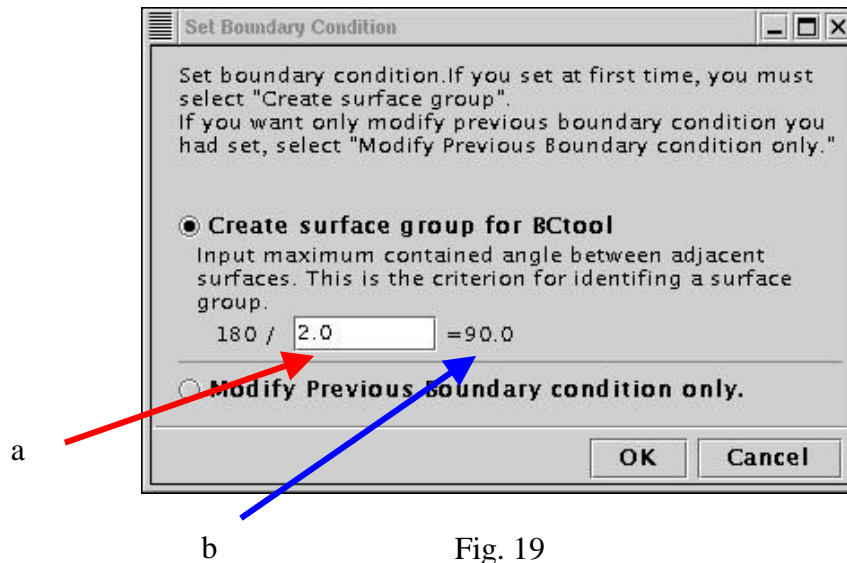 Set Boundary Condition
Set boundary condition.If you set at first time, you must
select "Create surface group".
If you want only modify previous boundary condition you
had set, select "Modify Previous Boundary condition only."
Create surface group for BCtool
Input maximum contained angle between adjacent
surfaces. This is the criterion for identifing a surface
group.
180 / 2.0 =90.0
Modify Previous Boundary condition only.
a
OK Cancel
b Fig. 19